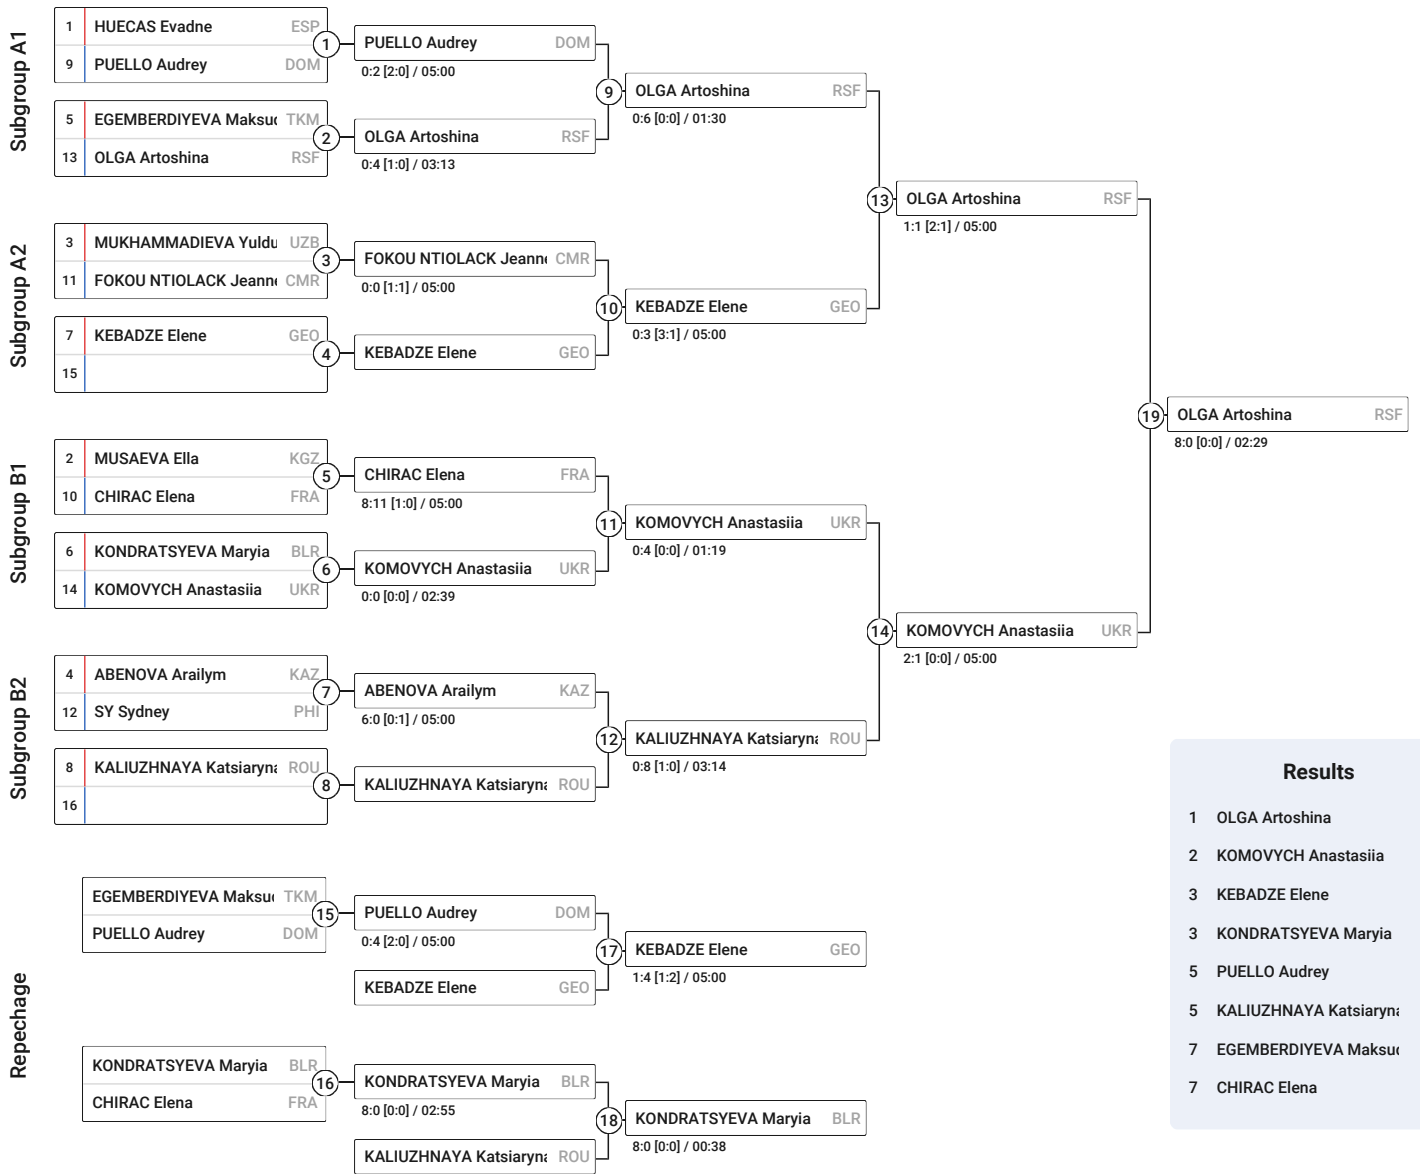 Subgroup A1
1 HUECAS Evadne ESP
9 PUELLO Audrey DOM
1
PUELLO Audrey DOM
0:2 [2:0] / 05:00
5 EGEMBERDIYEVA Maksud TKM
13 OLGA Artoshina RSF
2
OLGA Artoshina RSF
0:4 [1:0] / 03:13
9
OLGA Artoshina RSF
0:6 [0:0] / 01:30
Subgroup A2
3 MUKHAMMADIEVA Yuldu UZB
11 FOKOU NTIOLACK Jeanne CMR
3
FOKOU NTIOLACK Jeanne CMR
0:0 [1:1] / 05:00
7 KEBADZE Elene GEO
15
4
KEBADZE Elene GEO
10
KEBADZE Elene GEO
0:3 [3:1] / 05:00
13
OLGA Artoshina RSF
1:1 [2:1] / 05:00
Subgroup B1
2 MUSAEVA Ella KGZ
10 CHIRAC Elena FRA
5
CHIRAC Elena FRA
8:11 [1:0] / 05:00
6 KONDRATSYEVA Maryia BLR
14 KOMOVYCH Anastasiia UKR
6
KOMOVYCH Anastasiia UKR
0:0 [0:0] / 02:39
11
KOMOVYCH Anastasiia UKR
0:4 [0:0] / 01:19
Subgroup B2
4 ABENOVA Arailym KAZ
12 SY Sydney PHI
7
ABENOVA Arailym KAZ
6:0 [0:1] / 05:00
8 KALIUZHNAYA Katsiaryna ROU
16
8
KALIUZHNAYA Katsiaryna ROU
12
KALIUZHNAYA Katsiaryna ROU
0:8 [1:0] / 03:14
14
KOMOVYCH Anastasiia UKR
2:1 [0:0] / 05:00
19
OLGA Artoshina RSF
8:0 [0:0] / 02:29
Repechage
EGEMBERDIYEVA Maksud TKM
PUELLO Audrey DOM
15
PUELLO Audrey DOM
0:4 [2:0] / 05:00
KEBADZE Elene GEO
17
KEBADZE Elene GEO
1:4 [1:2] / 05:00
KONDRATSYEVA Maryia BLR
CHIRAC Elena FRA
16
KONDRATSYEVA Maryia BLR
8:0 [0:0] / 02:55
KALIUZHNAYA Katsiaryna ROU
18
KONDRATSYEVA Maryia BLR
8:0 [0:0] / 00:38
Results
1 OLGA Artoshina
2 KOMOVYCH Anastasiia
3 KEBADZE Elene
3 KONDRATSYEVA Maryia
5 PUELLO Audrey
5 KALIUZHNAYA Katsiaryna
7 EGEMBERDIYEVA Maksud
7 CHIRAC Elena